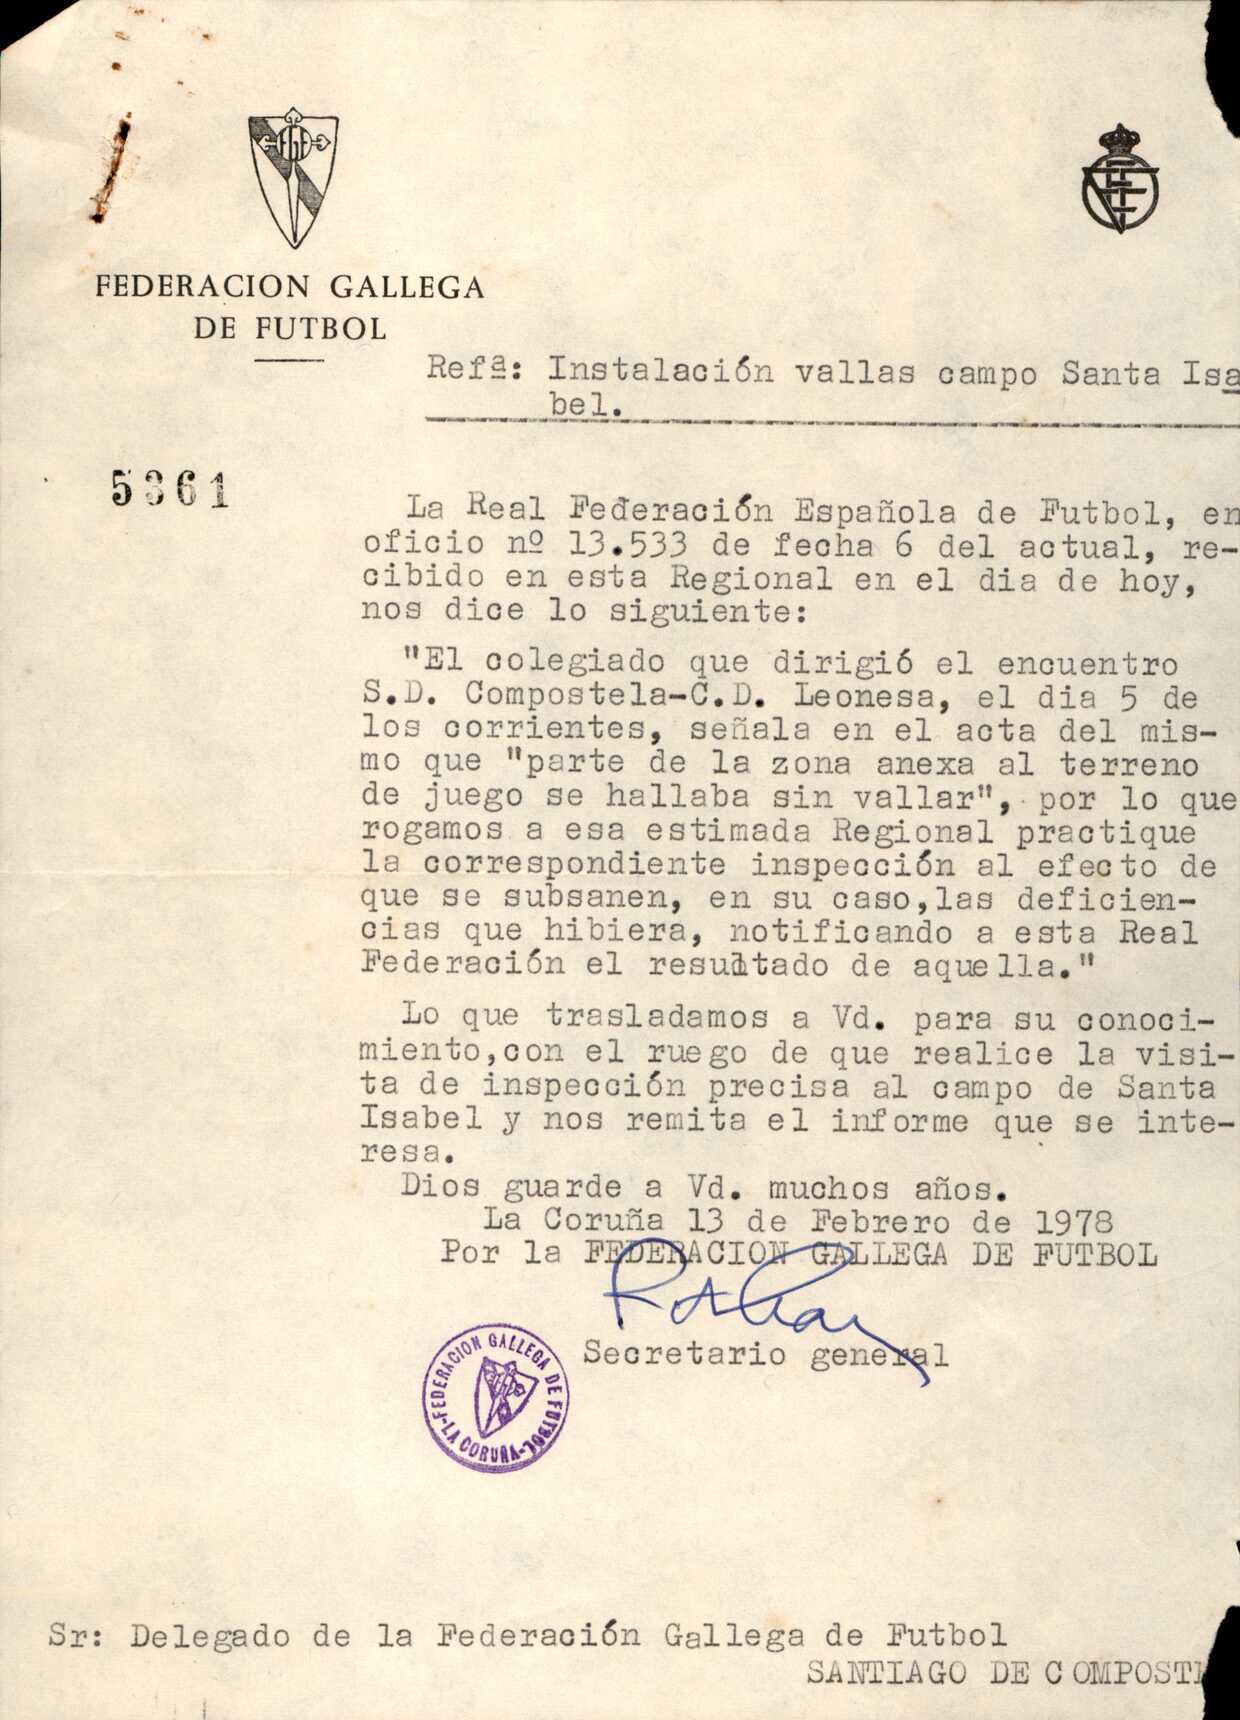 FEDERACION GALLEGA
DE FUTBOL
Refª: Instalación vallas campo Santa Isa
bel.
5361
La Real Federación Española de Futbol, en
oficio nº 13.533 de fecha 6 del actual, re-
cibido en esta Regional en el dia de hoy,
nos dice lo siguiente:
"El colegiado que dirigió el encuentro
S.D. Compostela-C.D. Leonesa, el dia 5 de
los corrientes, señala en el acta del mis-
mo que "parte de la zona anexa al terreno
de juego se hallaba sin vallar", por lo que
rogamos a esa estimada Regional practique
la correspondiente inspección al efecto de
que se subsanen, en su caso,las deficien-
cias que hibiera, notificando a esta Real
Federación el resultado de aquella."
Lo que trasladamos a Vd. para su conoci-
miento,con el ruego de que realice la visi-
ta de inspección precisa al campo de Santa
Isabel y nos remita el informe que se inte-
resa.
Dios guarde a Vd. muchos años.
La Coruña 13 de Febrero de 1978
Por la FEDERACION GALLEGA DE FUTBOL
Secretario general
FEDERACION GALLEGA DE FUTBOL
-LA CORUÑA-
Sr: Delegado de la Federación Gallega de Futbol
SANTIAGO DE COMPOST